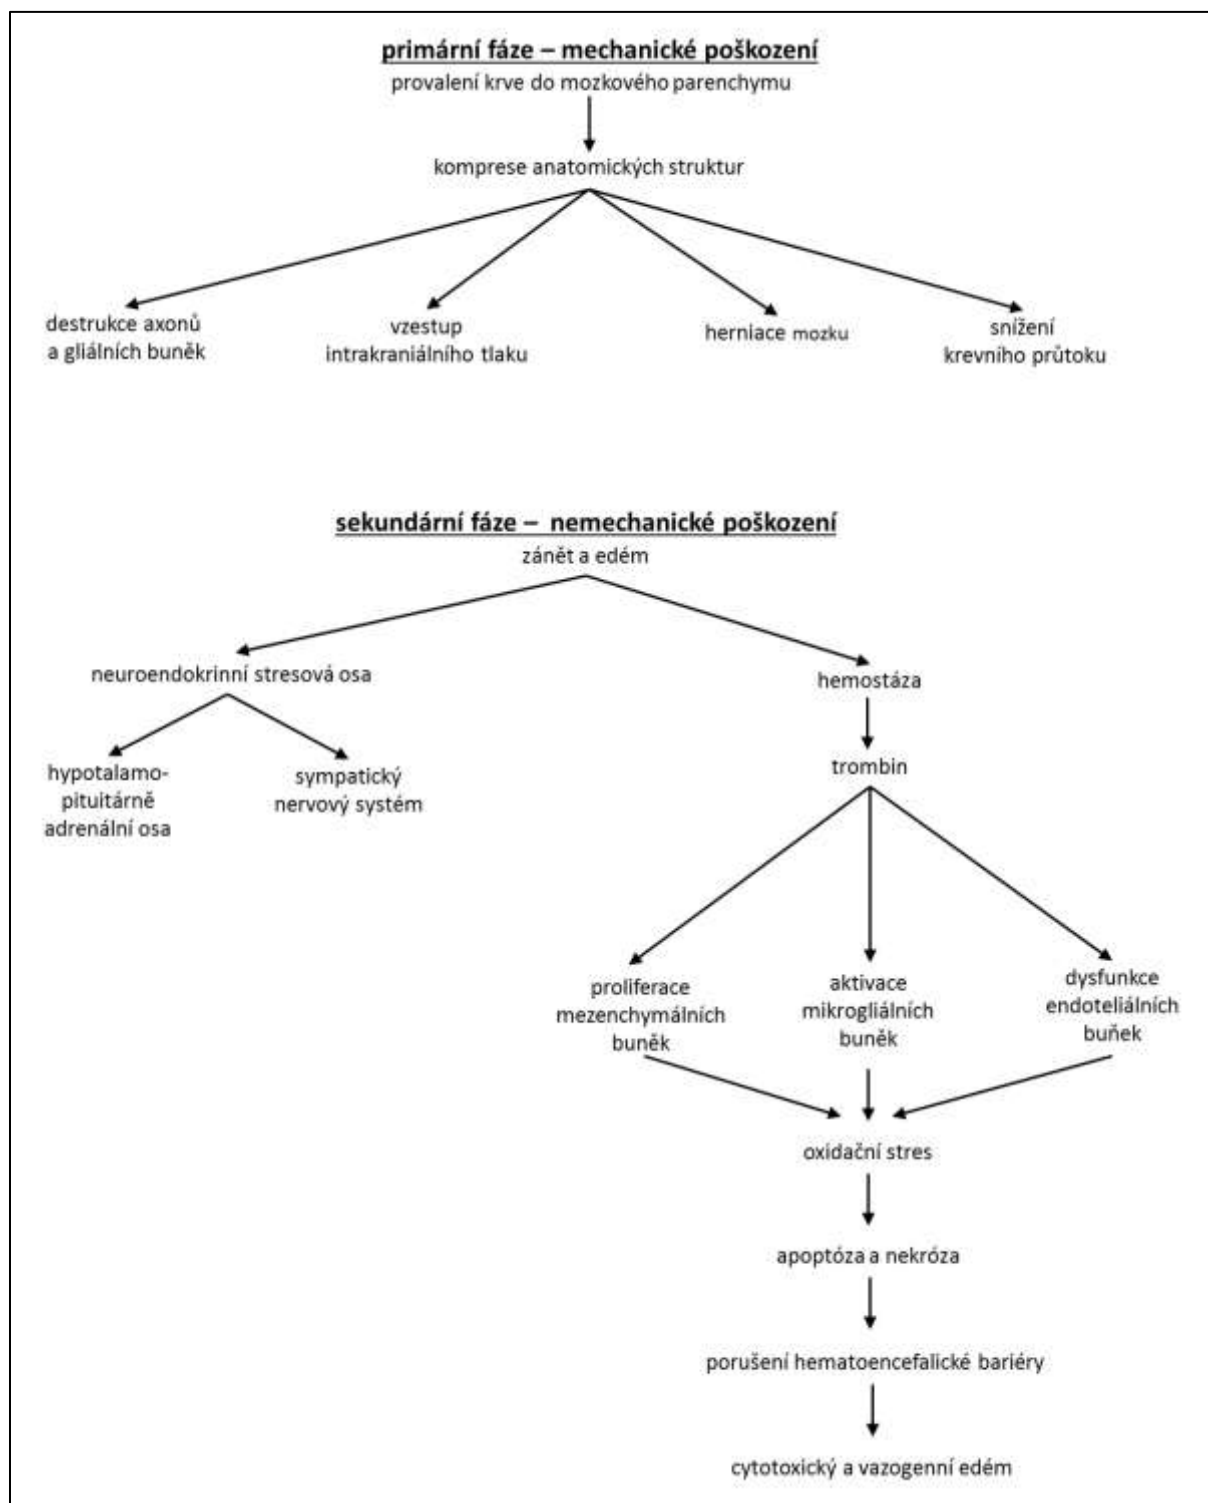 primární fáze – mechanické poškození
provalení krve do mozkového parenchymu
komprese anatomických struktur
destrukce axonů
a gliálních buněk
vzestup
intrakraniálního tlaku
herniace mozku
snížení
krevního průtoku
sekundární fáze – nemechanické poškození
zánět a edém
neuroendokrinní stresová osa
hemostáza
hypotalamo-
pituitárně
adrenální osa
sympatický
nervový systém
trombin
proliferace
mezenchymálních
buněk
aktivace
mikrogliálních
buněk
dysfunkce
endoteliálních
buňek
oxidační stres
apoptóza a nekróza
porušení hematoencefalické bariéry
cytotoxický a vazogenní edém